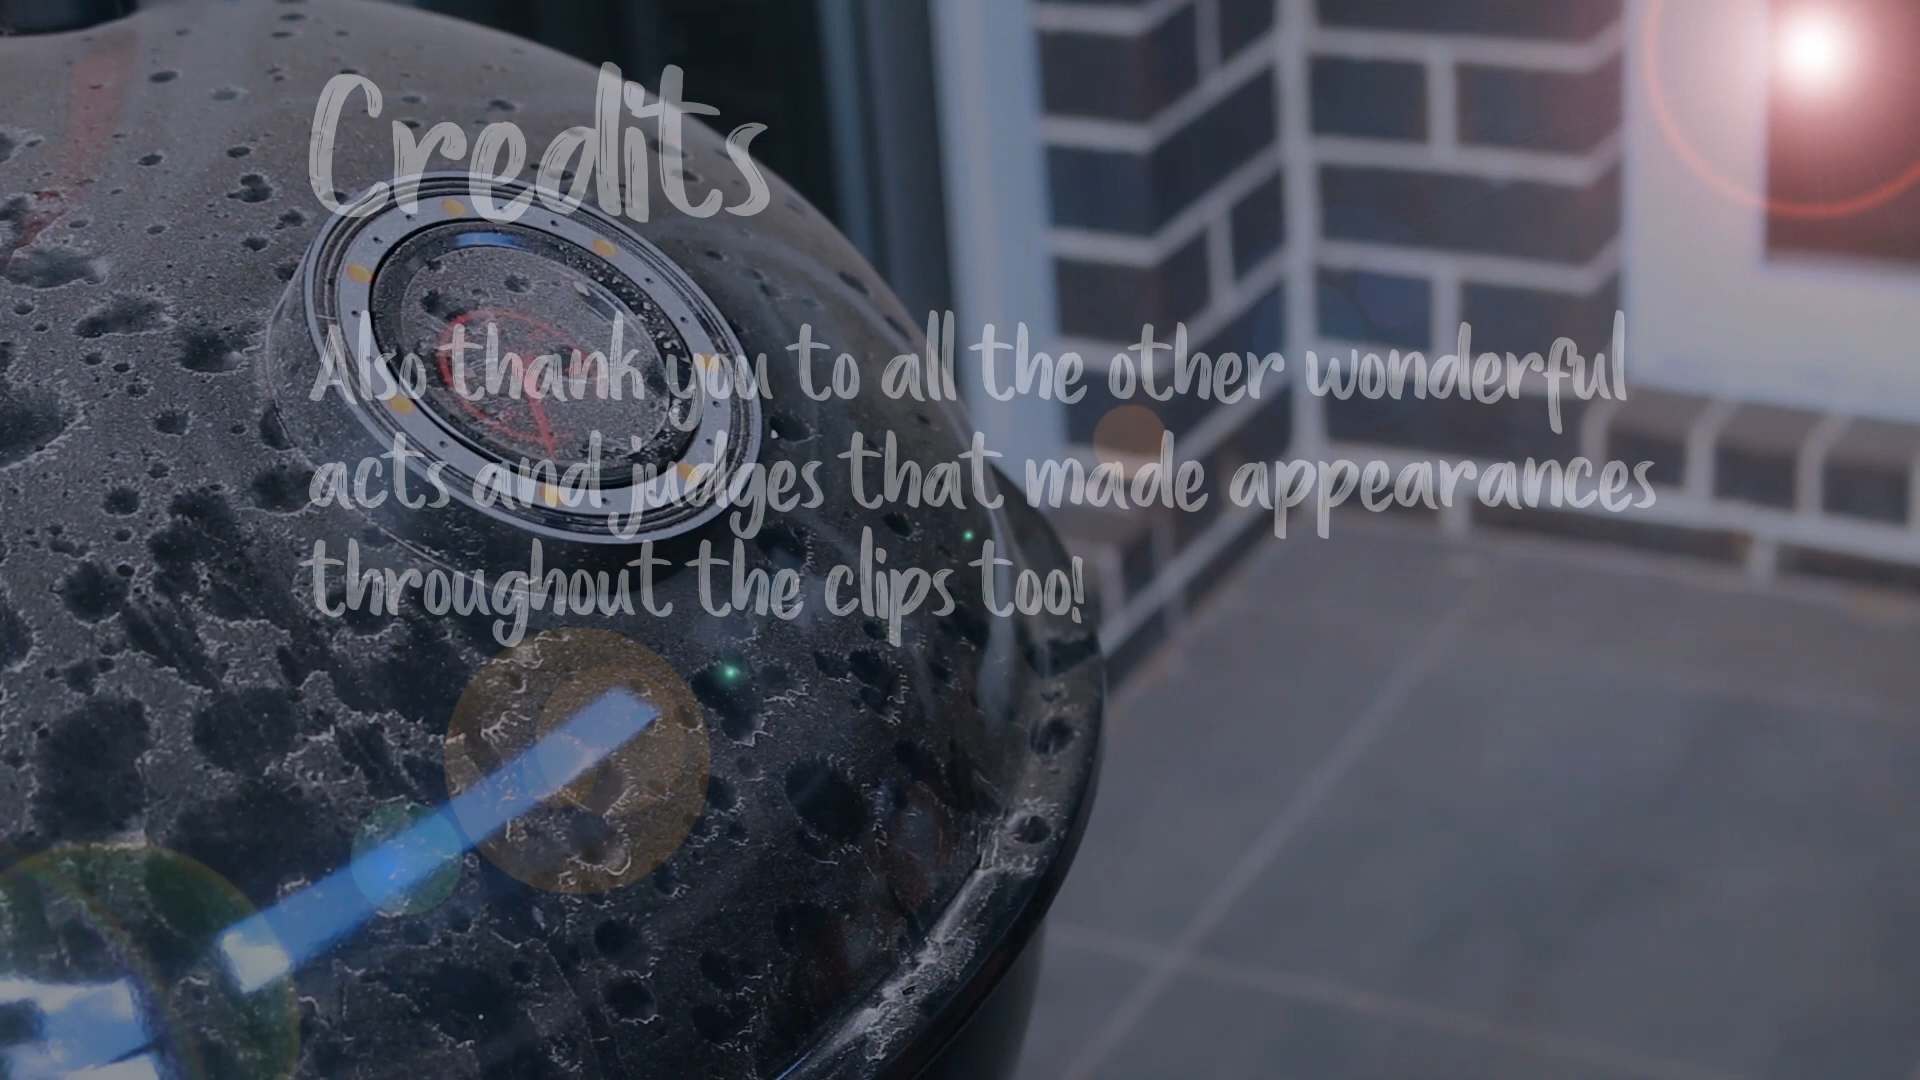 Credits
Also thank you to all the other wonderful
acts and judges that made appearances
throughout the clips too!